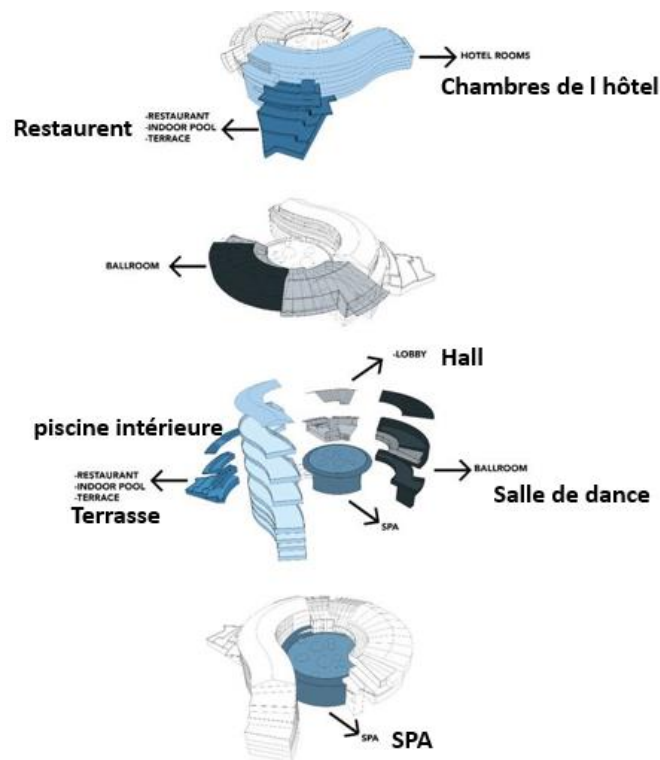 HOTEL ROOMS
Chambres de l hôtel
Restaurent
-RESTAURANT
-INDOOR POOL
-TERRACE
BALLROOM
-LOBBY
Hall
piscine intérieure
-RESTAURANT
-INDOOR POOL
-TERRACE
Terrasse
BALLROOM
Salle de dance
SPA
SPA
SPA